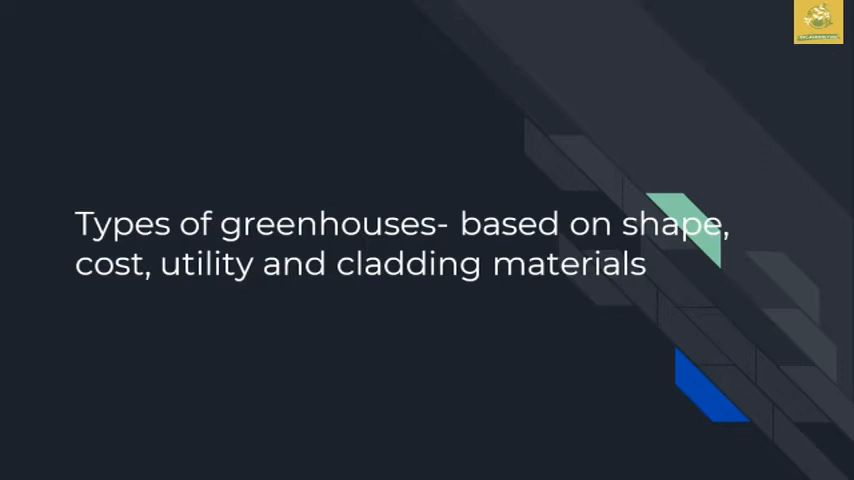 Types of greenhouses- based on shape,
cost, utility and cladding materials